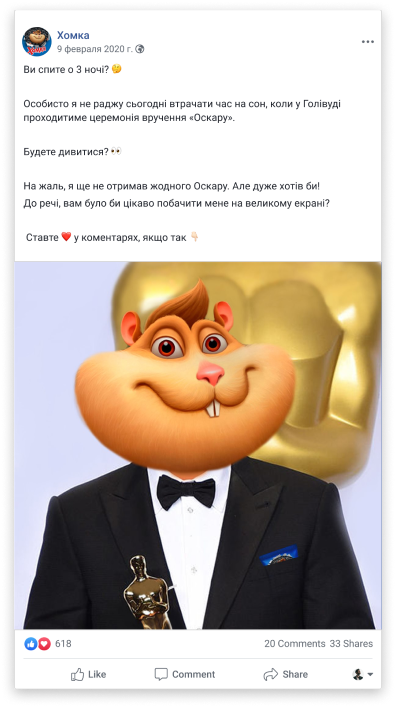 Хомка
9 февраля 2020 г.
Ви спите о 3 ночі? 🤔
Особисто я не раджу сьогодні втрачати час на сон, коли у Голівуді
проходитиме церемонія вручення «Оскару».
Будете дивитися? 👀
На жаль, я ще не отримав жодного Оскару. Але дуже хотів би!
До речі, вам було би цікаво побачити мене на великому екрані?
Ставте ❤️ у коментарях, якщо так 👇🏻
618
20 Comments 33 Shares
Like Comment Share